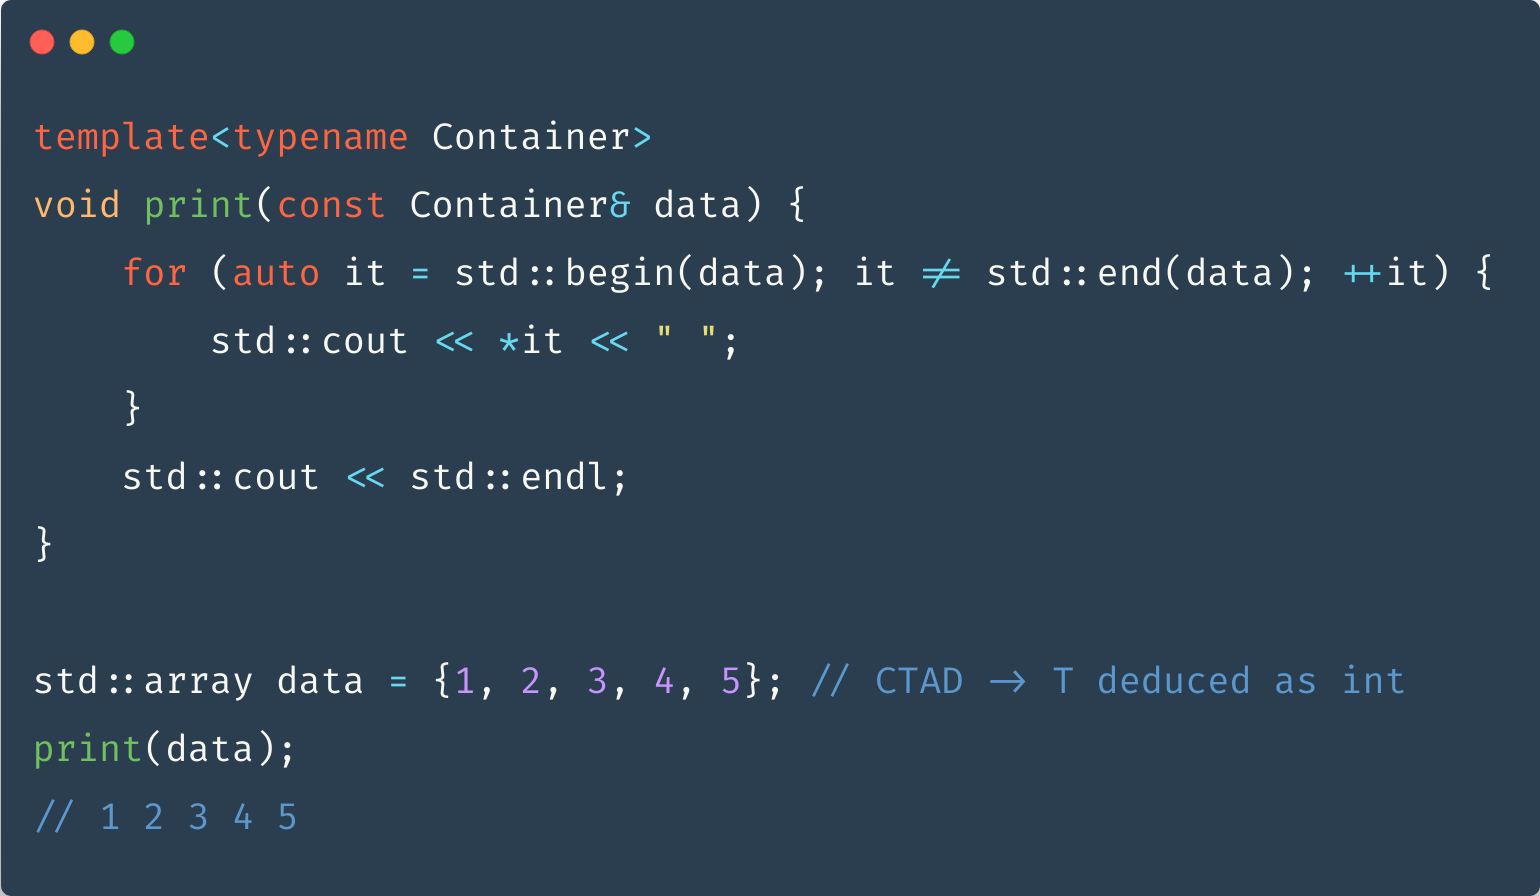 template<typename Container>
void print(const Container& data) {
    for (auto it = std::begin(data); it != std::end(data); ++it) {
        std::cout << *it << " ";
    }
    std::cout << std::endl;
}

std::array data = {1, 2, 3, 4, 5}; // CTAD -> T deduced as int
print(data);
// 1 2 3 4 5